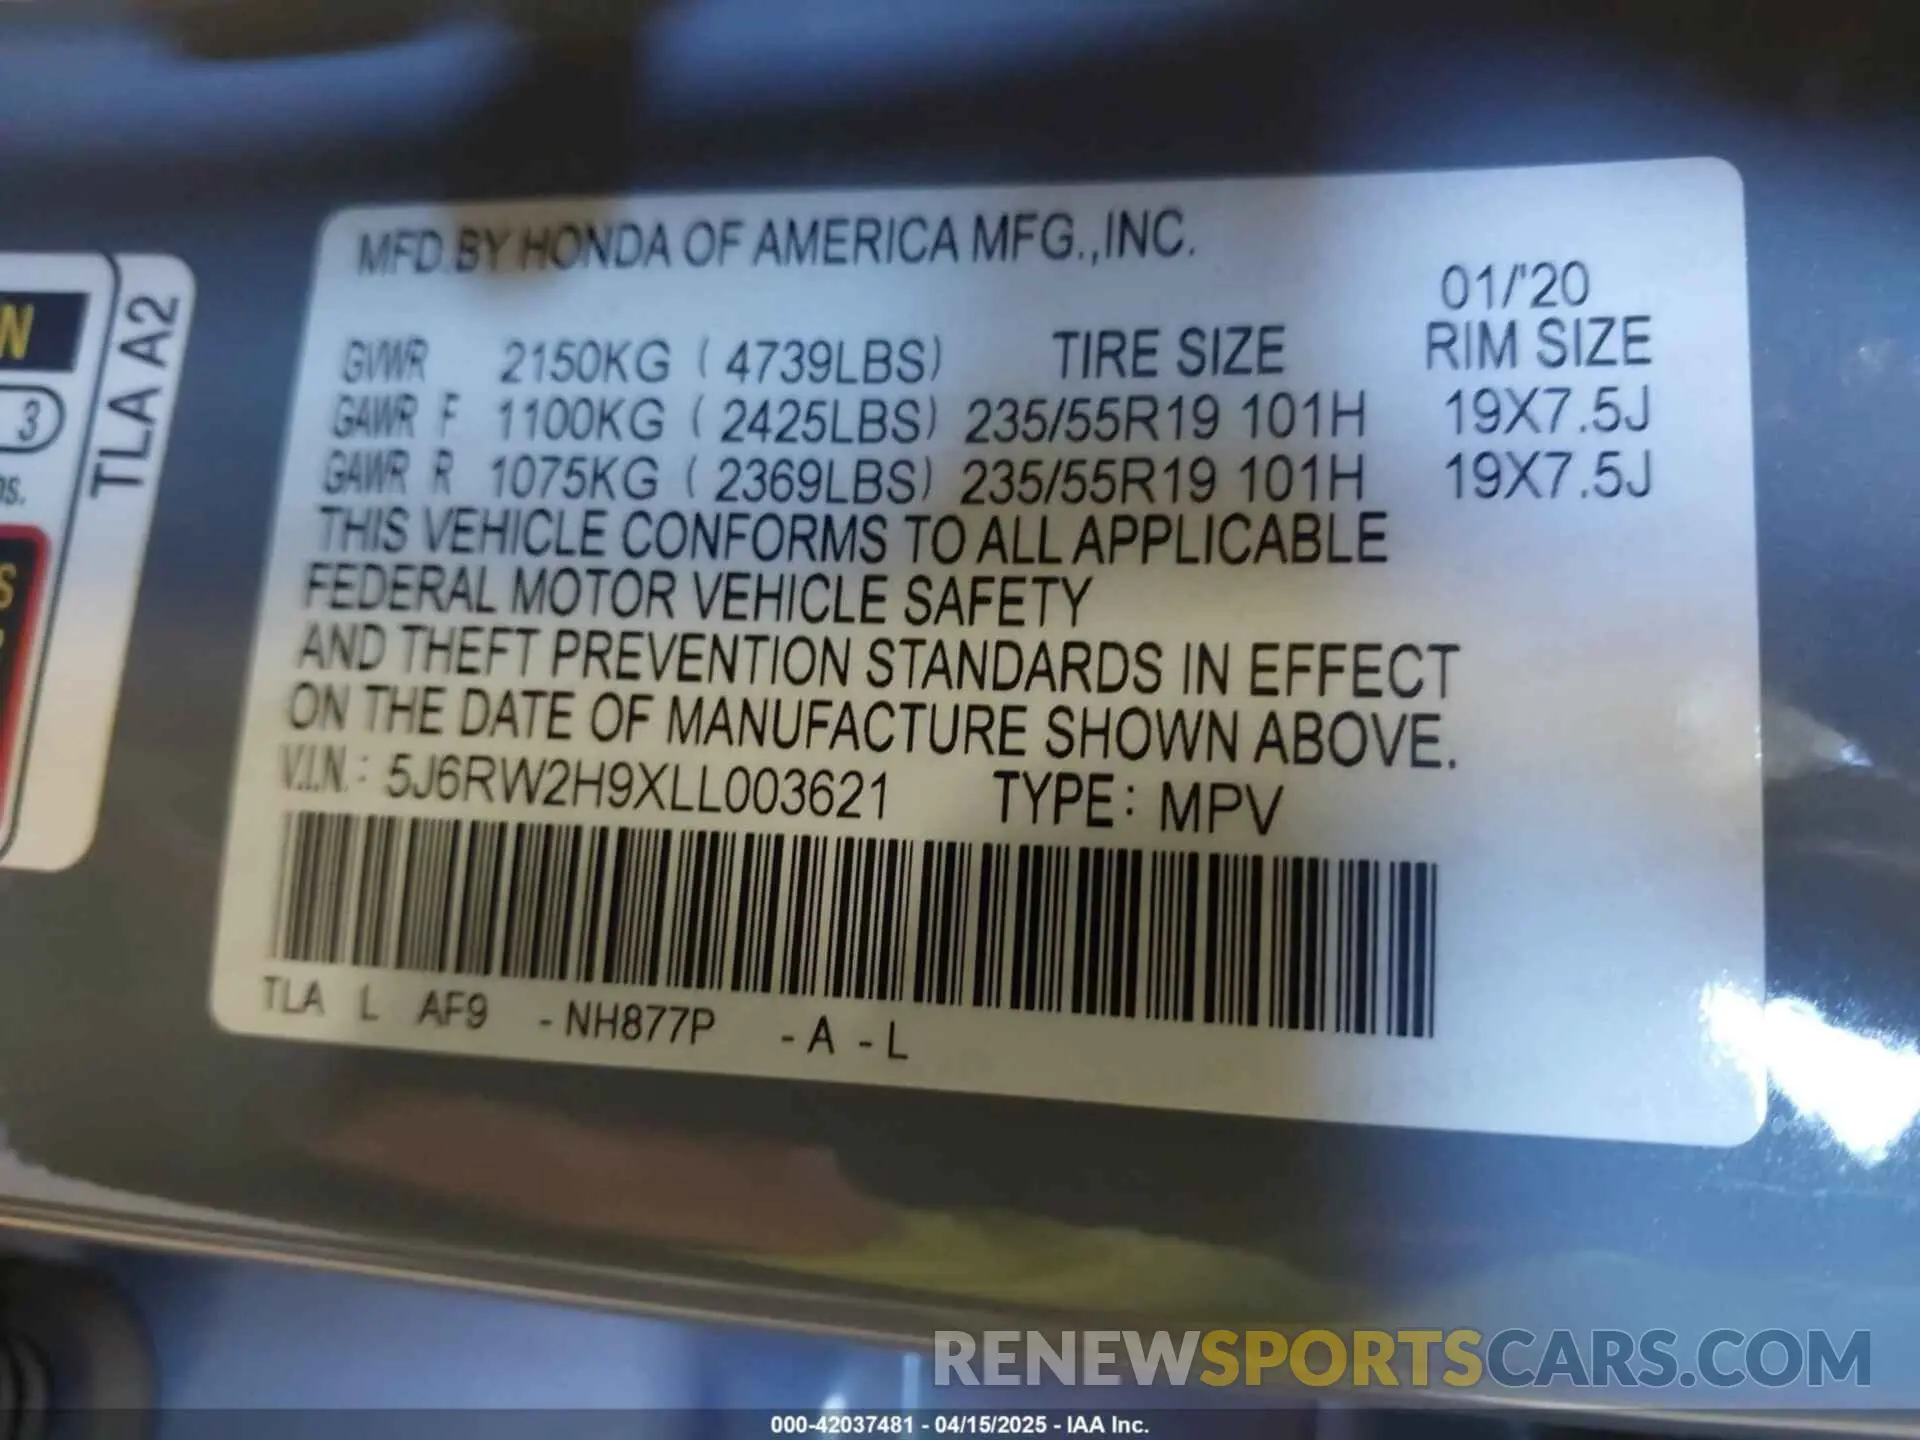 MFD.BY HONDA OF AMERICA MFG.,INC.
01/'20
GVWR 2150KG ( 4739LBS) TIRE SIZE RIM SIZE
GAWR F 1100KG ( 2425LBS) 235/55R19 101H 19X7.5J
GAWR R 1075KG ( 2369LBS) 235/55R19 101H 19X7.5J
THIS VEHICLE CONFORMS TO ALL APPLICABLE
FEDERAL MOTOR VEHICLE SAFETY
AND THEFT PREVENTION STANDARDS IN EFFECT
ON THE DATE OF MANUFACTURE SHOWN ABOVE.
V.I.N.: 5J6RW2H9XLL003621 TYPE: MPV
TLA L AF9 -NH877P -A -L
TLA A2
N
3
S
RENEWSPORTSCARS.COM
000-42037481 - 04/15/2025 - IAA Inc.